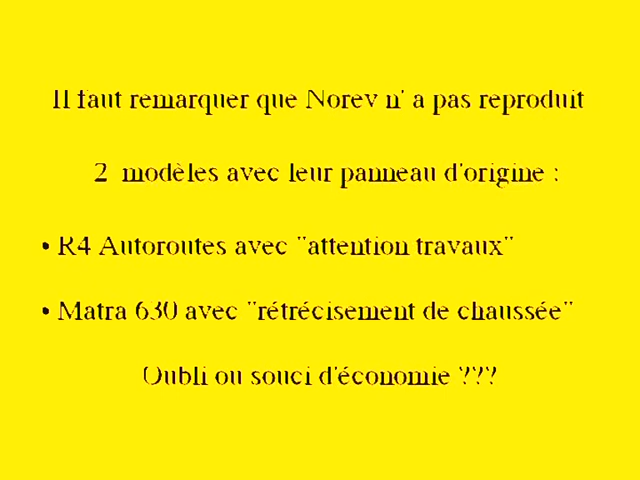 Il faut remarquer que Norev n' a pas reproduit
2 modèles avec leur panneau d'origine :
• R4 Autoroutes avec "attention travaux"
• Matra 630 avec "rétrécisement de chaussée"
Oubli ou souci d'économie ???